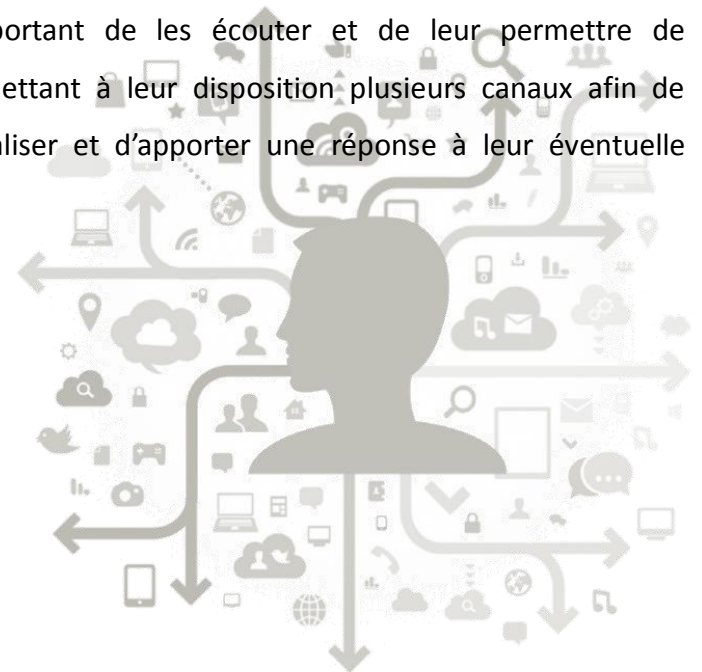 portant de les écouter et de leur permettre de
ettant à leur disposition plusieurs canaux afin de
aliser et d'apporter une réponse à leur éventuelle